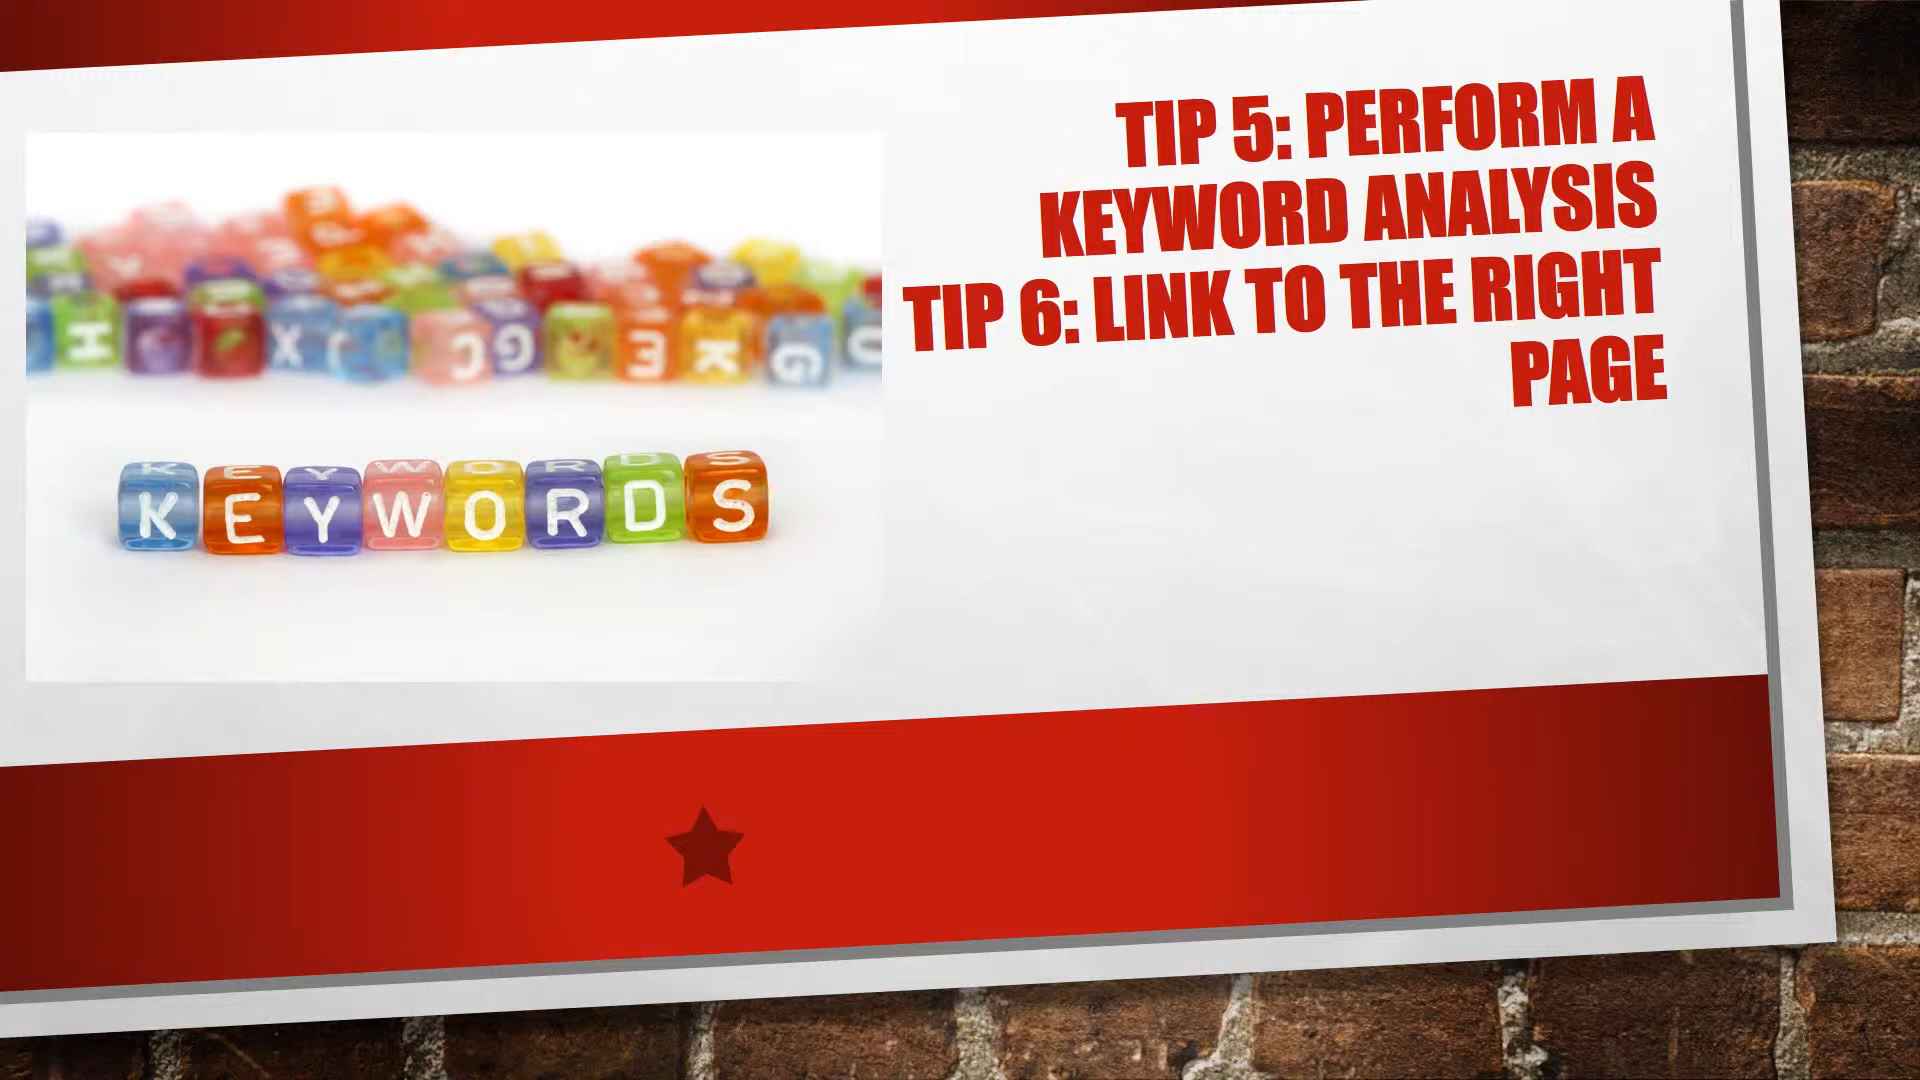 TIP 5: PERFORM A
KEYWORD ANALYSIS
TIP 6: LINK TO THE RIGHT
PAGE
KEYWORDS